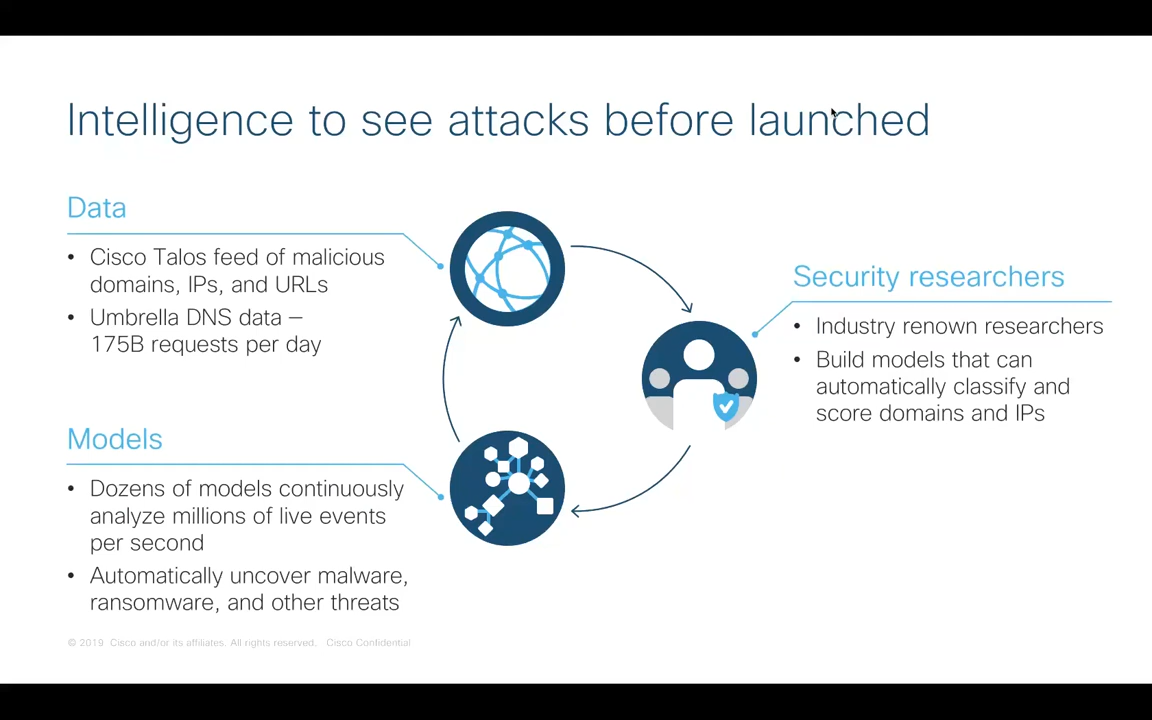 Intelligence to see attacks before launched
Data
• Cisco Talos feed of malicious
domains, IPs, and URLs
• Umbrella DNS data –
175B requests per day
Security researchers
• Industry renown researchers
• Build models that can
automatically classify and
score domains and IPs
Models
• Dozens of models continuously
analyze millions of live events
per second
• Automatically uncover malware,
ransomware, and other threats
© 2019 Cisco and/or its affiliates. All rights reserved. Cisco Confidential